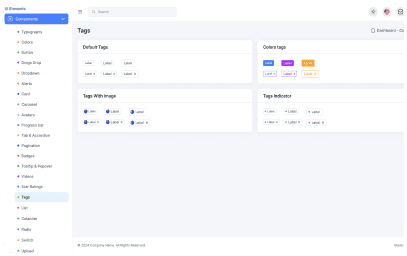 UI Elements
Components
Typography
Colors
Button
Drags Drop
Dropdown
Alerts
Card
Carousel
Avatars
Progress bar
Tab & Accordion
Pagination
Badges
Tooltip & Popover
Videos
Star Ratings
Tags
List
Calendar
Radio
Switch
Upload
Search
Tags
Dashboard - Co
Default Tags
Label Label Label
Label x Label x Label x
Colors tags
Label Label Label
Label x Label x Label x
Tags With Image
Label Label Label
Label x Label x Label x
Tags Indicator
Label Label Label
Label x Label x Label x
© 2024 Company Name. All Rights Reserved.